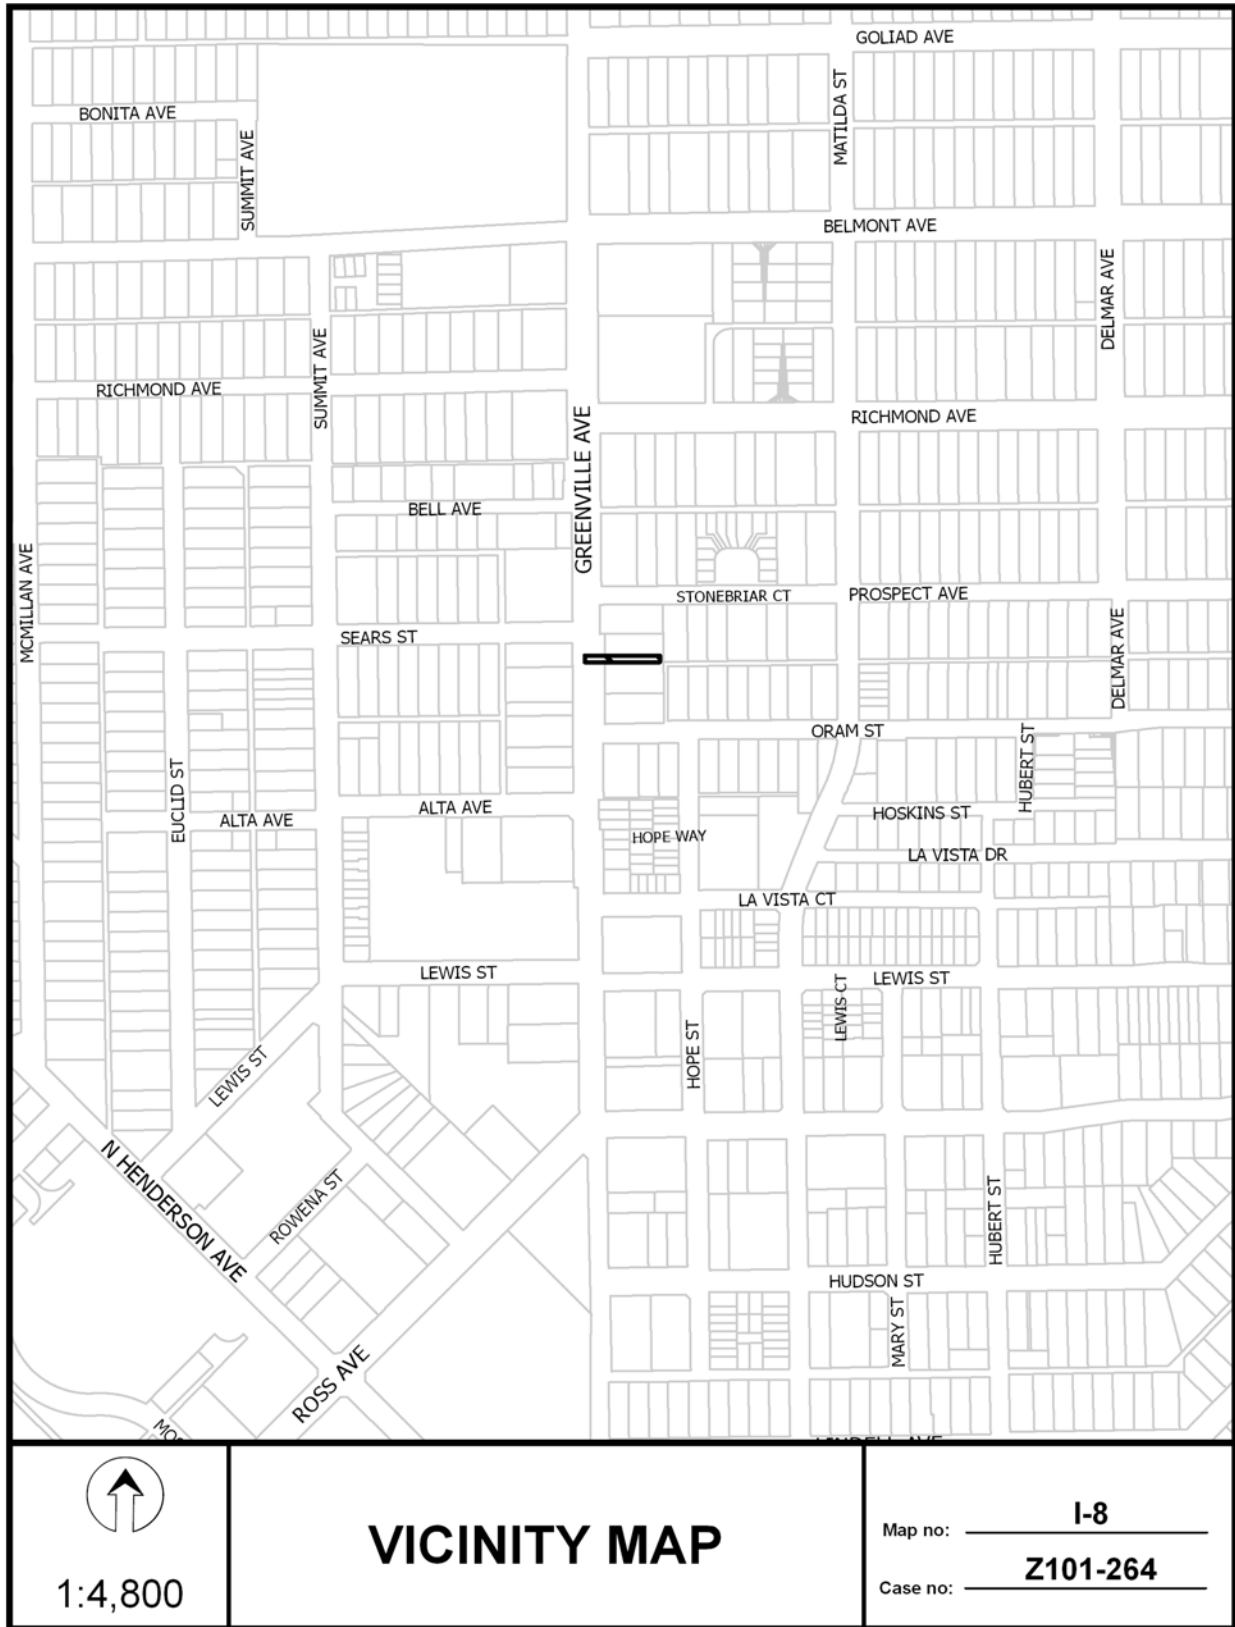 GOLIAD AVE
MATILDA ST
BONITA AVE
SUMMIT AVE
BELMONT AVE
DELMAR AVE
SUMMIT AVE
RICHMOND AVE
GREENVILLE AVE
RICHMOND AVE
BELL AVE
MCMILLAN AVE
STONEBRIAR CT
PROSPECT AVE
SEARS ST
DELMAR AVE
ORAM ST
HUBERT ST
EUCLID ST
ALTA AVE
ALTA AVE
HOSKINS ST
HOPE WAY
LA VISTA DR
LA VISTA CT
LEWIS ST
LEWIS ST
LEWIS CT
HOPE ST
LEWIS ST
N HENDERSON AVE
ROWENA ST
HUBERT ST
HUDSON ST
MARY ST
ROSS AVE
1:4,800
VICINITY MAP
Map no: I-8
Case no: Z101-264